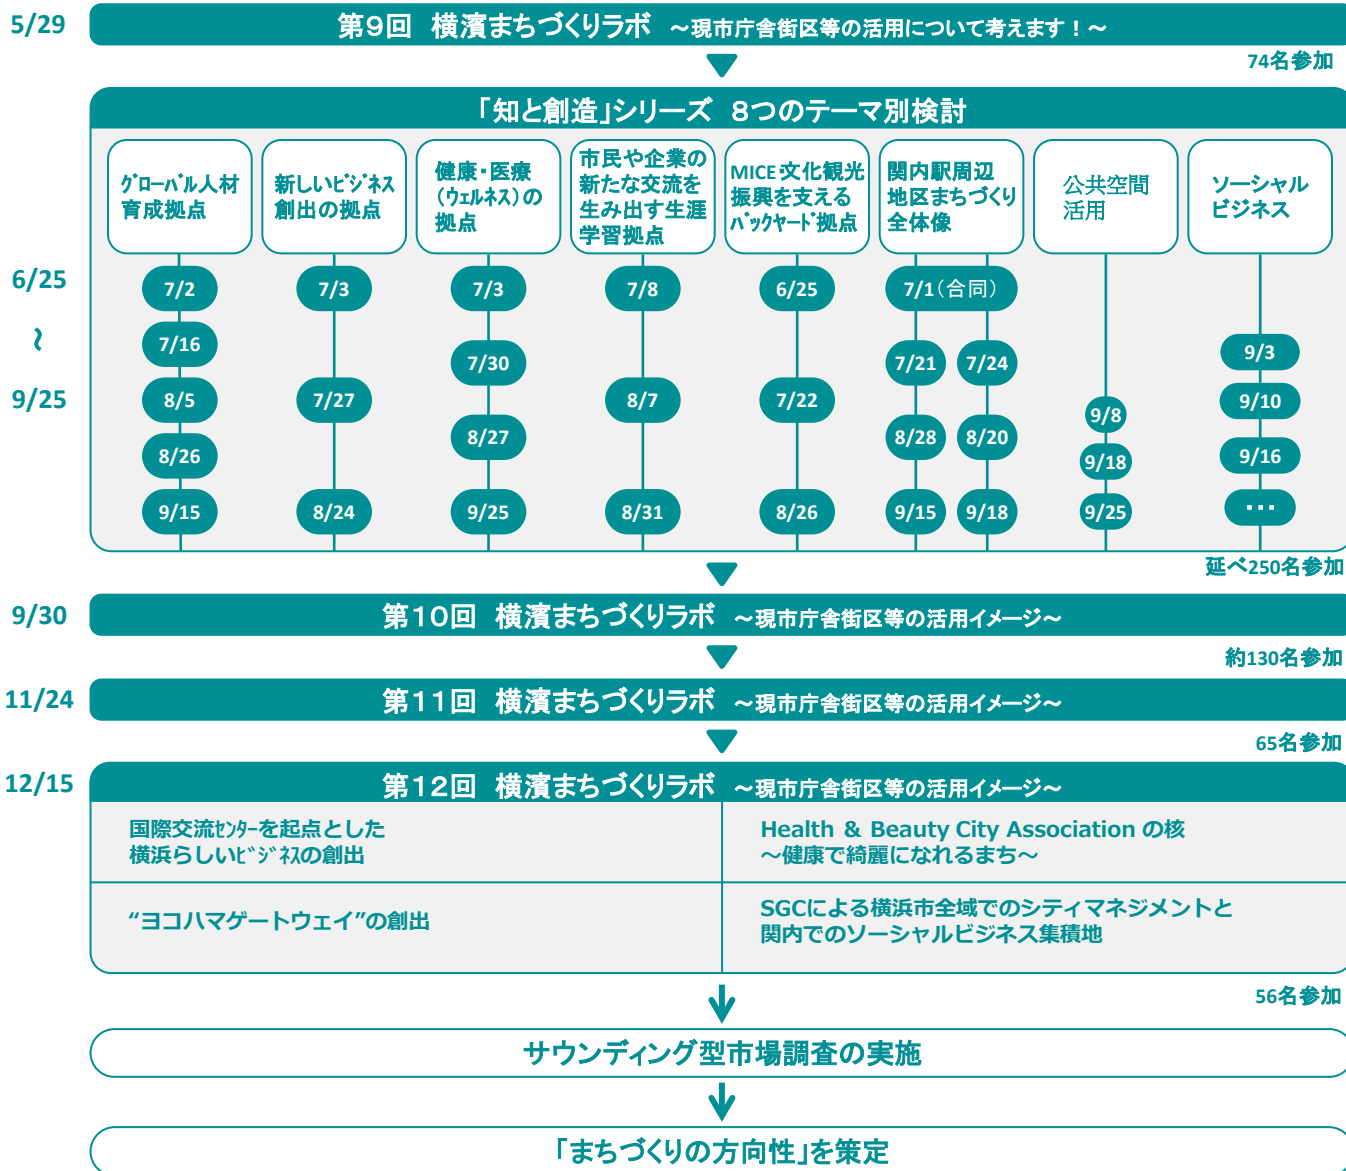 5/29
第9回 横濱まちづくりラボ ～現市庁舎街区等の活用について考えます！～
74名参加
「知と創造」シリーズ 8つのテーマ別検討
ｸﾞﾛｰﾊﾞﾙ人材
育成拠点
新しいﾋﾞｼﾞﾈｽ
創出の拠点
健康・医療
（ｳｪﾙﾈｽ）の
拠点
市民や企業の
新たな交流を
生み出す生涯
学習拠点
MICE・文化観光
振興を支える
ﾊﾞｯｸﾔｰﾄﾞ拠点
関内駅周辺
地区まちづくり
全体像
公共空間
活用
ソーシャル
ビジネス
6/25
～
9/25
7/2
7/16
8/5
8/26
9/15
7/3
7/27
8/24
7/3
7/30
8/27
9/25
7/8
8/7
8/31
6/25
7/22
8/26
7/1（合同）
7/21 7/24
8/28 8/20
9/15 9/18
9/8
9/18
9/25
9/3
9/10
9/16
･･･
延べ250名参加
9/30
第10回 横濱まちづくりラボ ～現市庁舎街区等の活用イメージ～
約130名参加
11/24
第11回 横濱まちづくりラボ ～現市庁舎街区等の活用イメージ～
65名参加
12/15
第12回 横濱まちづくりラボ ～現市庁舎街区等の活用イメージ～
国際交流ｾﾝﾀｰを起点とした
横浜らしいﾋﾞｼﾞﾈｽの創出
Health & Beauty City Association の核
～健康で綺麗になれるまち～
“ヨコハマゲートウェイ”の創出
SGCによる横浜市全域でのシティマネジメントと
関内でのソーシャルビジネス集積地
56名参加
サウンディング型市場調査の実施
「まちづくりの方向性」を策定